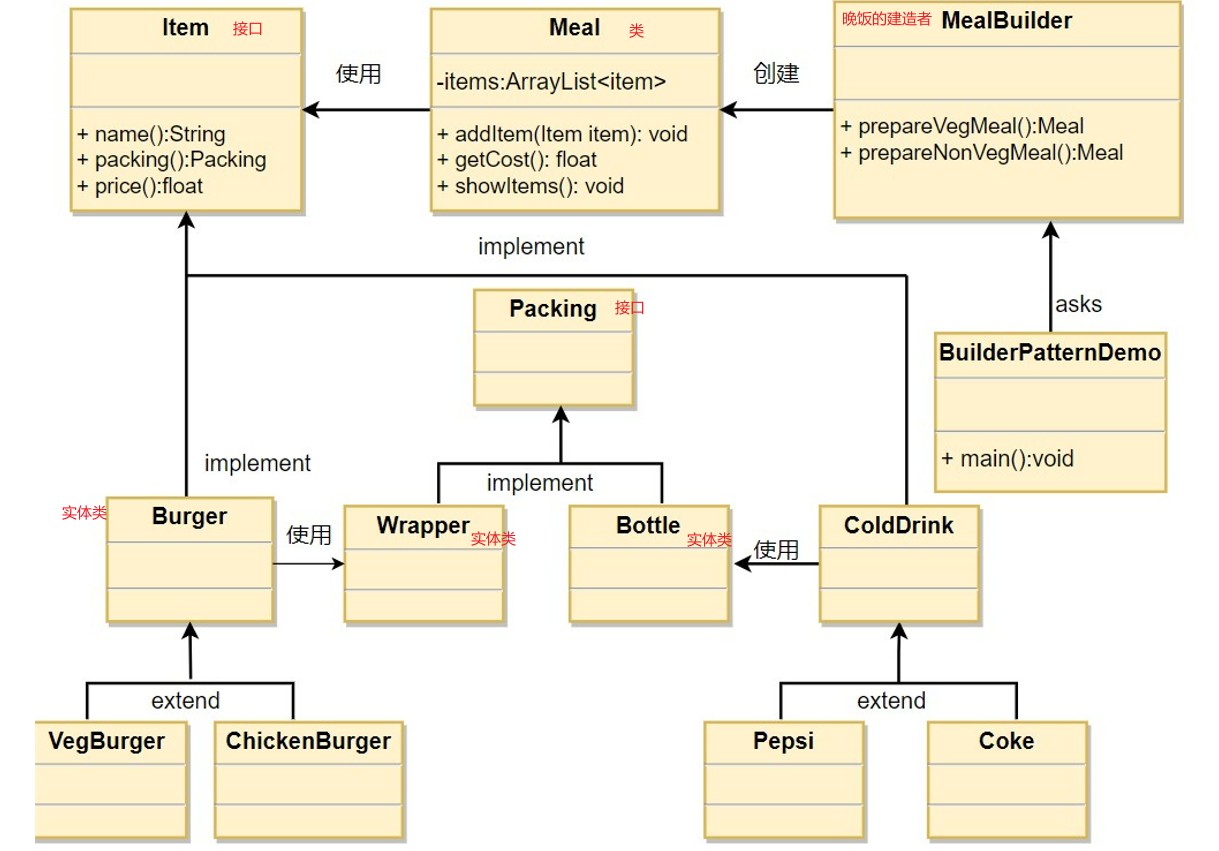 Item 接口
+ name():String
+ packing():Packing
+ price():float
使用
Meal 类
-items:ArrayList<item>
+ addItem(Item item): void
+ getCost(): float
+ showItems(): void
创建
晚饭的建造者 MealBuilder
+ prepareVegMeal():Meal
+ prepareNonVegMeal():Meal
implement
asks
Packing 接口
BuilderPatternDemo
+ main():void
implement
implement
实体类 Burger
使用
Wrapper 实体类
Bottle 实体类
使用
ColdDrink
extend
extend
VegBurger
ChickenBurger
Pepsi
Coke